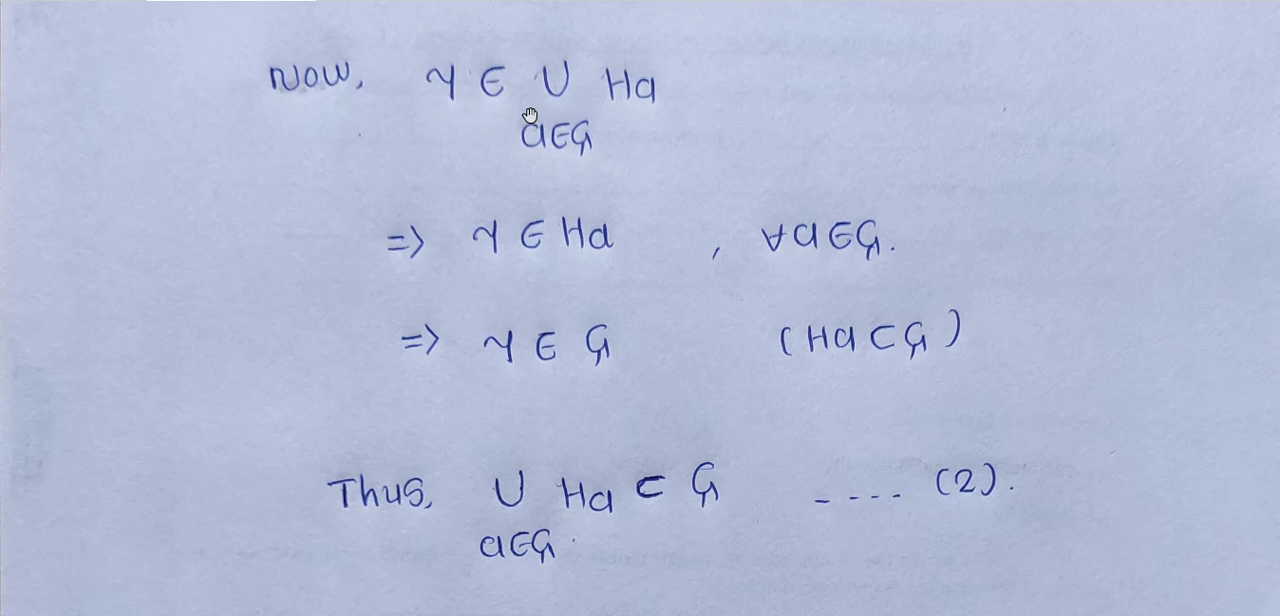 Now, y ∈ ∪ Ha
a∈G
=> y ∈ Ha , ∀a∈G.
=> y ∈ G (Ha⊂G)
Thus, ∪ Ha ⊂ G ---- (2).
a∈G.